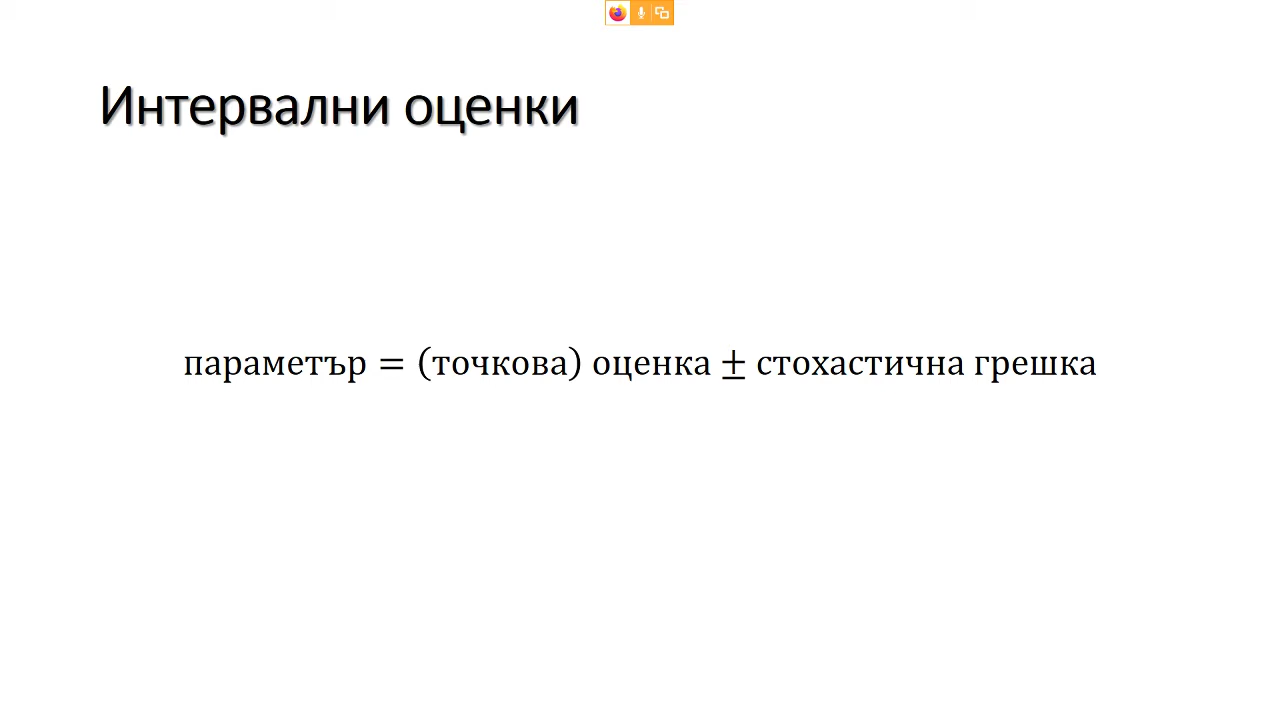 Интервални оценки
параметър = (точкова) оценка ± стохастична грешка